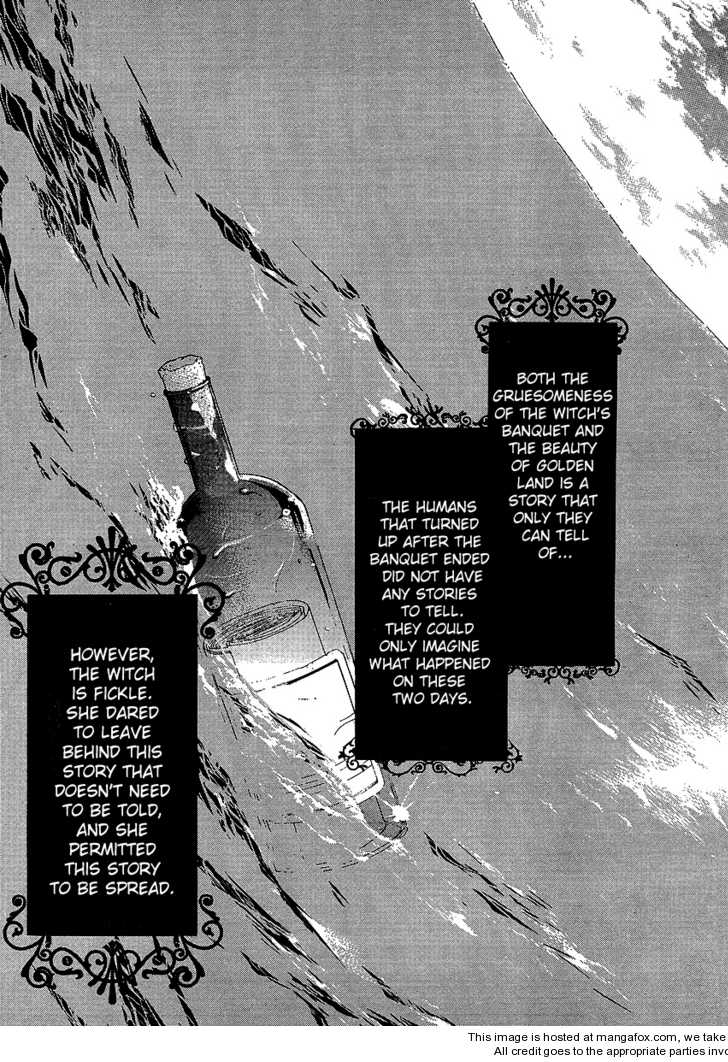 BOTH THE
GRUESOMENESS
OF THE WITCH'S
BANQUET AND
THE BEAUTY
OF GOLDEN
LAND IS A
STORY THAT
ONLY THEY
CAN TELL
OF...
THE HUMANS
THAT TURNED
UP AFTER THE
BANQUET ENDED
DID NOT HAVE
ANY STORIES
TO TELL.
THEY COULD
ONLY IMAGINE
WHAT HAPPENED
ON THESE
TWO DAYS.
HOWEVER,
THE WITCH
IS FICKLE.
SHE DARED
TO LEAVE
BEHIND THIS
STORY THAT
DOESN'T NEED
TO BE TOLD,
AND SHE
PERMITTED
THIS STORY
TO BE SPREAD.
This image is hosted at mangafox.com, we take
All credit goes to the appropriate parties inv